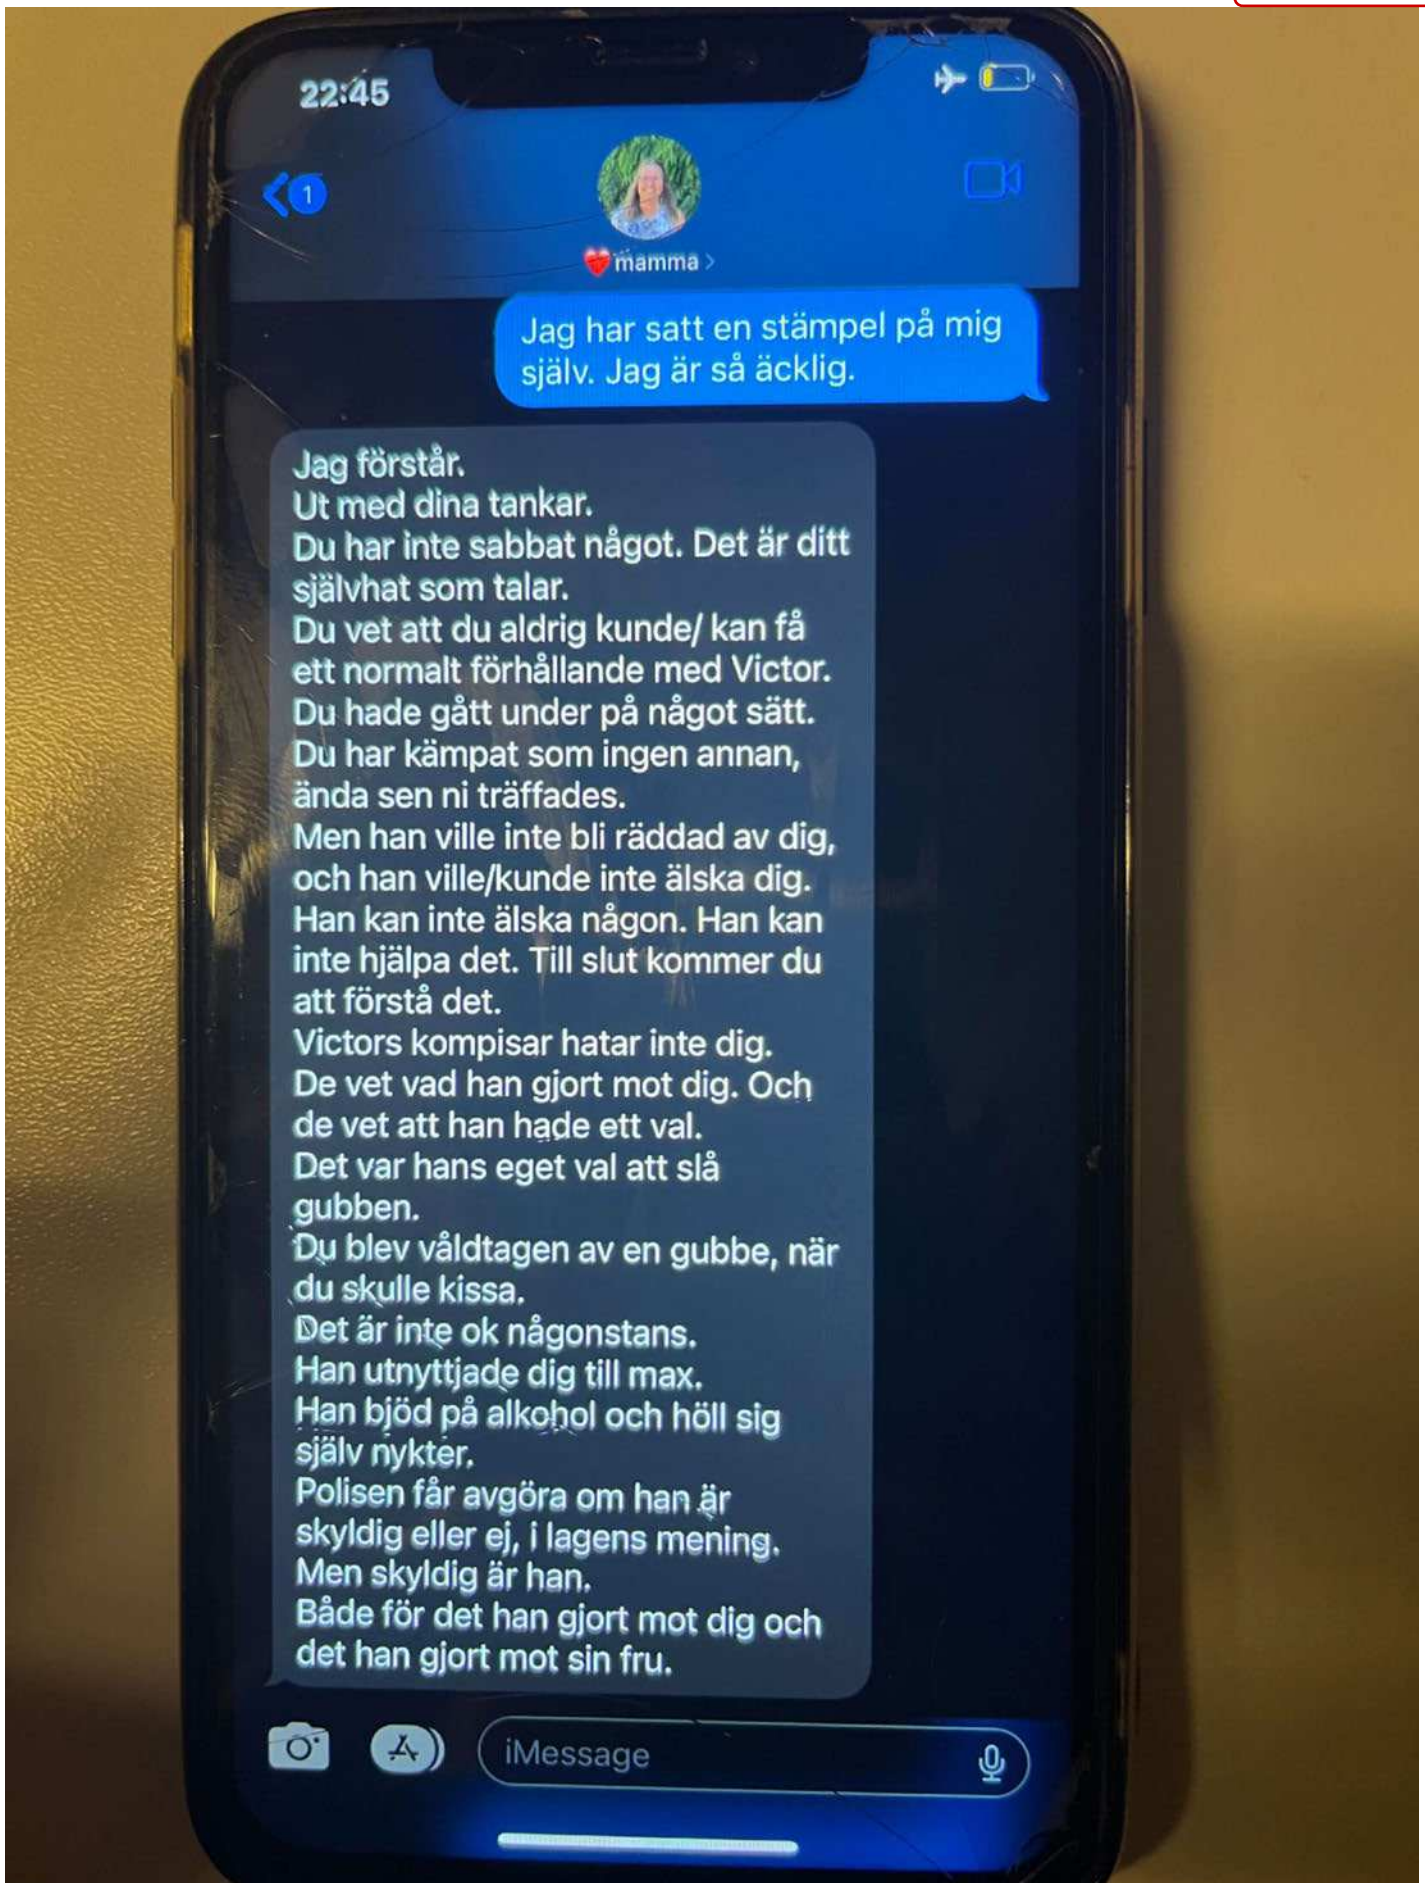 22:45
1
mamma >
Jag har satt en stämpel på mig
själv. Jag är så äcklig.
Jag förstår.
Ut med dina tankar.
Du har inte sabbat något. Det är ditt
självhat som talar.
Du vet att du aldrig kunde/ kan få
ett normalt förhållande med Victor.
Du hade gått under på något sätt.
Du har kämpat som ingen annan,
ända sen ni träffades.
Men han ville inte bli räddad av dig,
och han ville/kunde inte älska dig.
Han kan inte älska någon. Han kan
inte hjälpa det. Till slut kommer du
att förstå det.
Victors kompisar hatar inte dig.
De vet vad han gjort mot dig. Och
de vet att han hade ett val.
Det var hans eget val att slå
gubben.
Du blev våldtagen av en gubbe, när
du skulle kissa.
Det är inte ok någonstans.
Han utnyttjade dig till max.
Han bjöd på alkohol och höll sig
själv nykter.
Polisen får avgöra om han är
skyldig eller ej, i lagens mening.
Men skyldig är han.
Både för det han gjort mot dig och
det han gjort mot sin fru.
iMessage